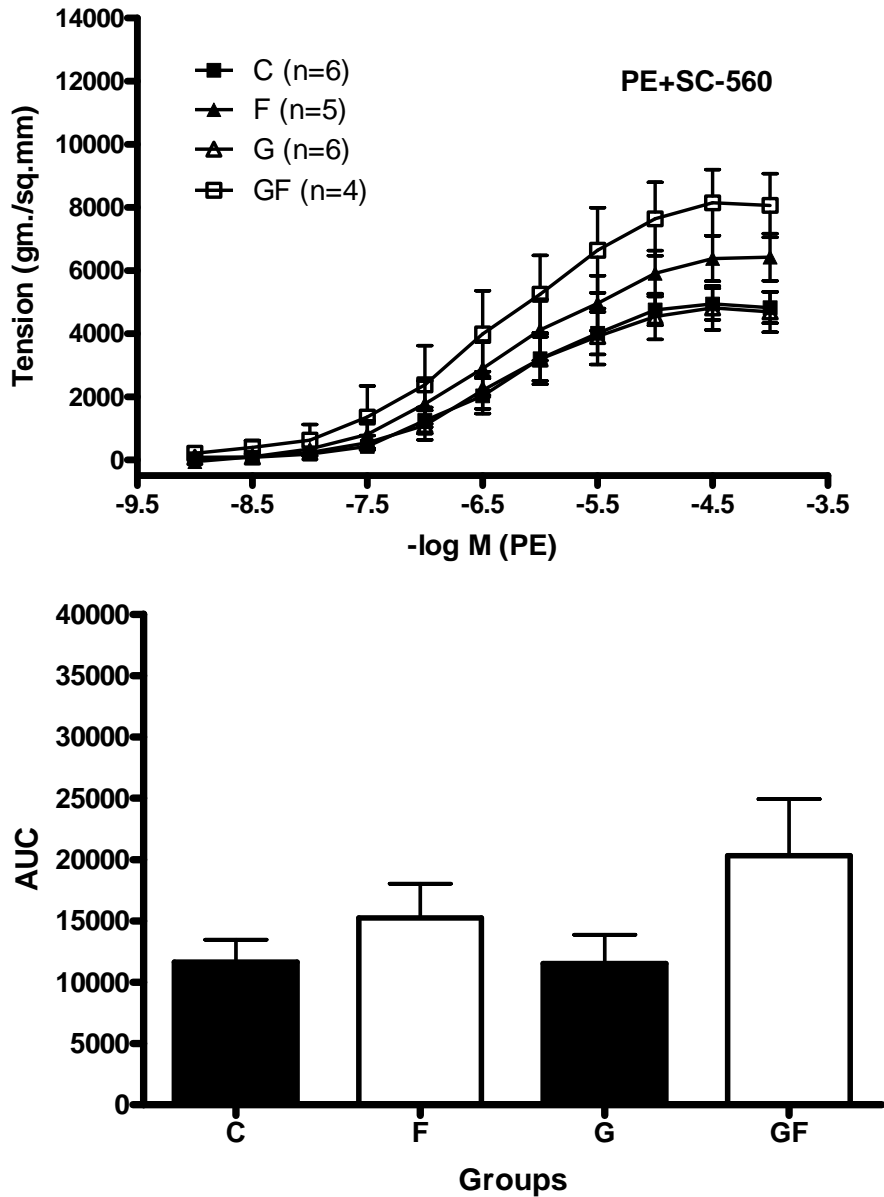 14000
12000
10000
8000
6000
4000
2000
0
Tension (gm./sq.mm)
C (n=6)
F (n=5)
G (n=6)
GF (n=4)
PE+SC-560
-9.5 -8.5 -7.5 -6.5 -5.5 -4.5 -3.5
-log M (PE)
40000
35000
30000
25000
20000
15000
10000
5000
0
AUC
C F G GF
Groups